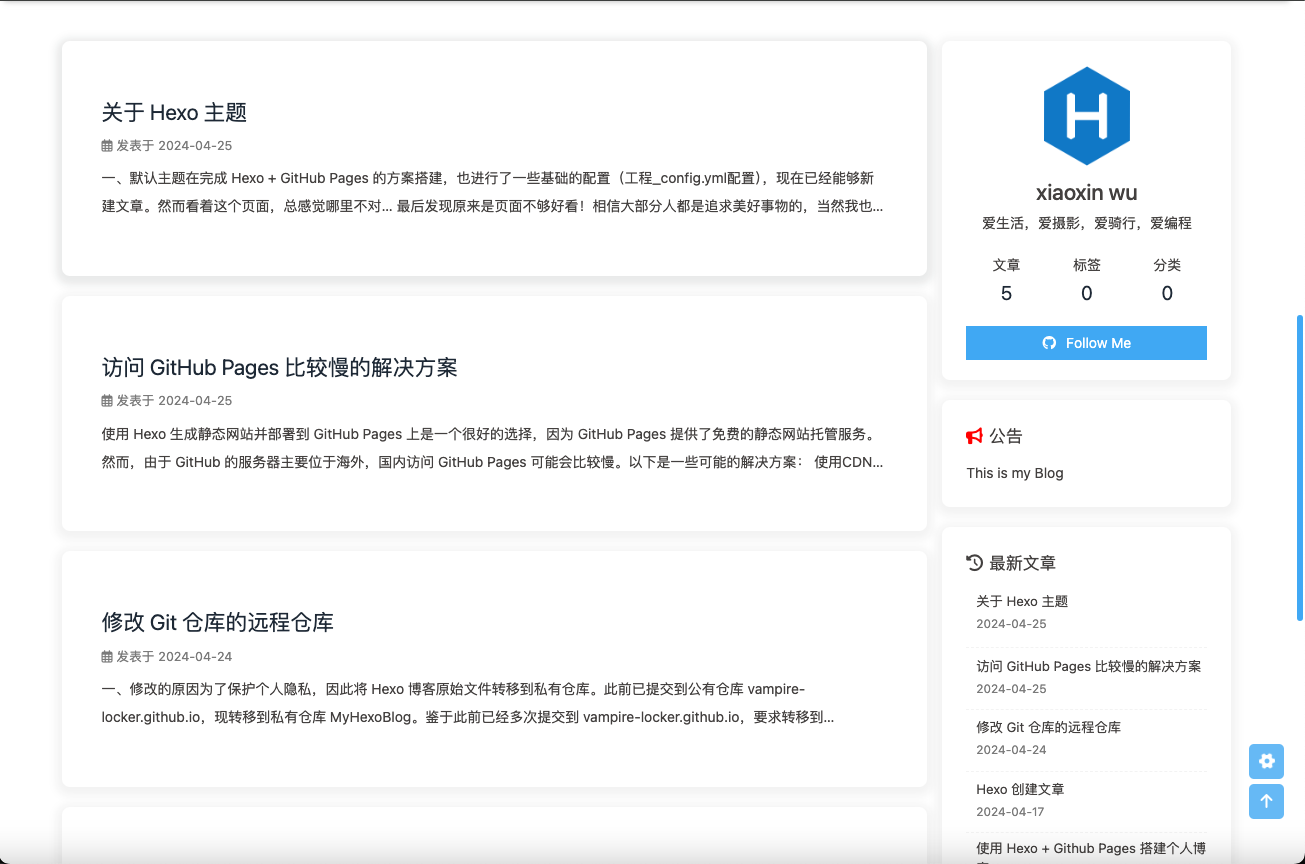 关于 Hexo 主题
发表于 2024-04-25
一、默认主题在完成 Hexo + GitHub Pages 的方案搭建，也进行了一些基础的配置（工程_config.yml配置），现在已经能够新
建文章。然而看着这个页面，总感觉哪里不对... 最后发现原来是页面不够好看！相信大部分人都是追求美好事物的，当然我也...
访问 GitHub Pages 比较慢的解决方案
发表于 2024-04-25
使用 Hexo 生成静态网站并部署到 GitHub Pages 上是一个很好的选择，因为 GitHub Pages 提供了免费的静态网站托管服务。
然而，由于 GitHub 的服务器主要位于海外，国内访问 GitHub Pages 可能会比较慢。以下是一些可能的解决方案： 使用CDN...
修改 Git 仓库的远程仓库
发表于 2024-04-24
一、修改的原因为了保护个人隐私，因此将 Hexo 博客原始文件转移到私有仓库。此前已提交到公有仓库 vampire-
locker.github.io，现转移到私有仓库 MyHexoBlog。鉴于此前已经多次提交到 vampire-locker.github.io，要求转移到...
H
xiaoxin wu
爱生活，爱摄影，爱骑行，爱编程
文章 标签 分类
5 0 0
Follow Me
公告
This is my Blog
最新文章
关于 Hexo 主题
2024-04-25
访问 GitHub Pages 比较慢的解决方案
2024-04-25
修改 Git 仓库的远程仓库
2024-04-24
Hexo 创建文章
2024-04-17
使用 Hexo + Github Pages 搭建个人博